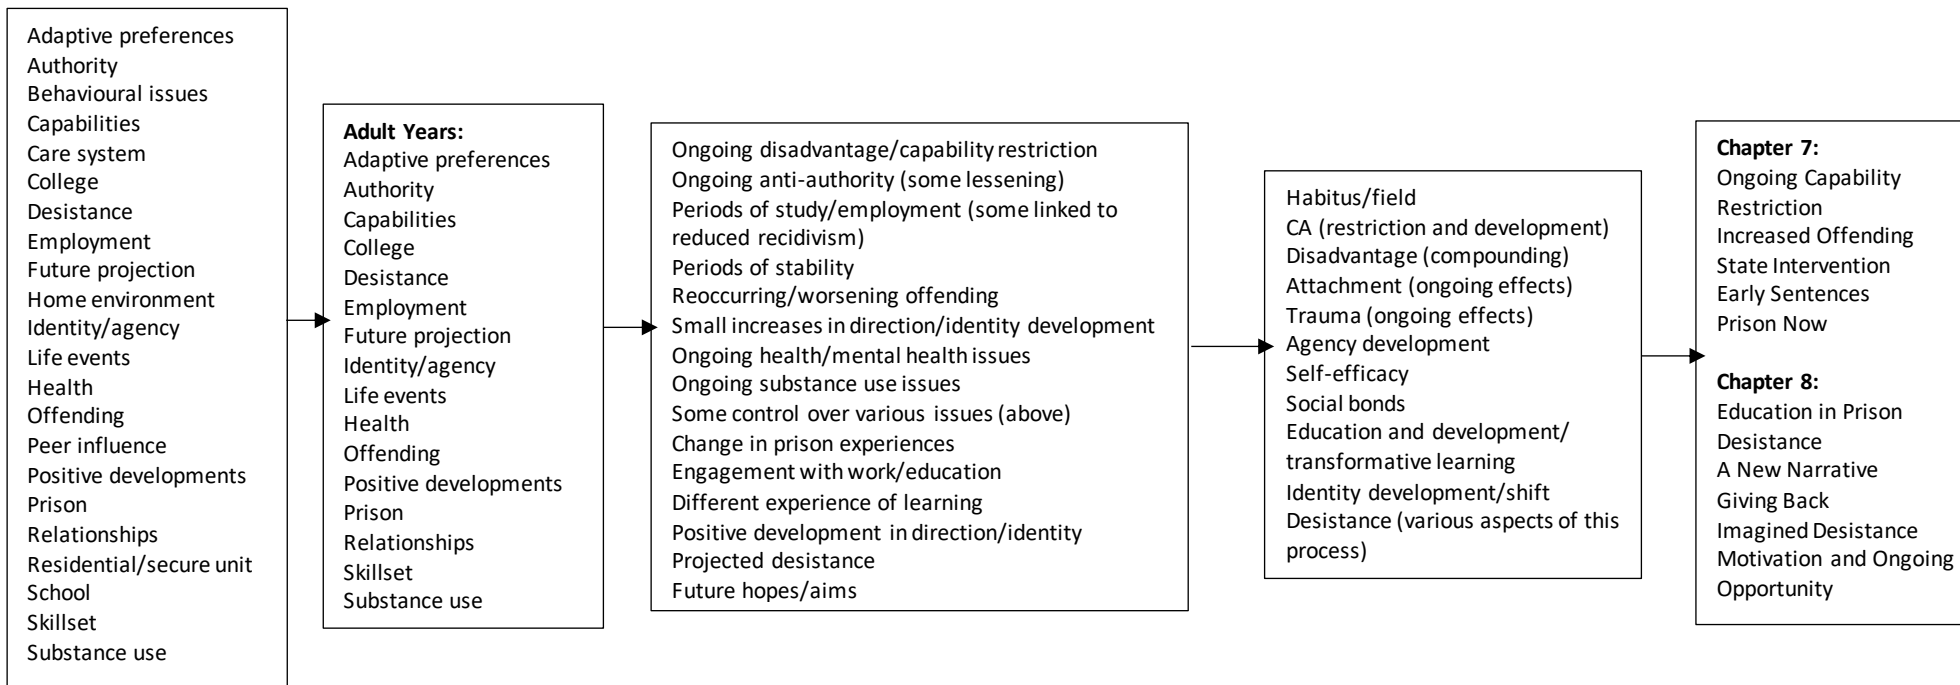 Adaptive preferences
Authority
Behavioural issues
Capabilities
Care system
College
Desistance
Employment
Future projection
Home environment
Identity/agency
Life events
Health
Offending
Peer influence
Positive developments
Prison
Relationships
Residential/secure unit
School
Skillset
Substance use
Adult Years:
Adaptive preferences
Authority
Capabilities
College
Desistance
Employment
Future projection
Identity/agency
Life events
Health
Offending
Positive developments
Prison
Relationships
Skillset
Substance use
Ongoing disadvantage/capability restriction
Ongoing anti-authority (some lessening)
Periods of study/employment (some linked to
reduced recidivism)
Periods of stability
Reoccurring/worsening offending
Small increases in direction/identity development
Ongoing health/mental health issues
Ongoing substance use issues
Some control over various issues (above)
Change in prison experiences
Engagement with work/education
Different experience of learning
Positive development in direction/identity
Projected desistance
Future hopes/aims
Habitus/field
CA (restriction and development)
Disadvantage (compounding)
Attachment (ongoing effects)
Trauma (ongoing effects)
Agency development
Self-efficacy
Social bonds
Education and development/
transformative learning
Identity development/shift
Desistance (various aspects of this
process)
Chapter 7:
Ongoing Capability
Restriction
Increased Offending
State Intervention
Early Sentences
Prison Now
Chapter 8:
Education in Prison
Desistance
A New Narrative
Giving Back
Imagined Desistance
Motivation and Ongoing
Opportunity